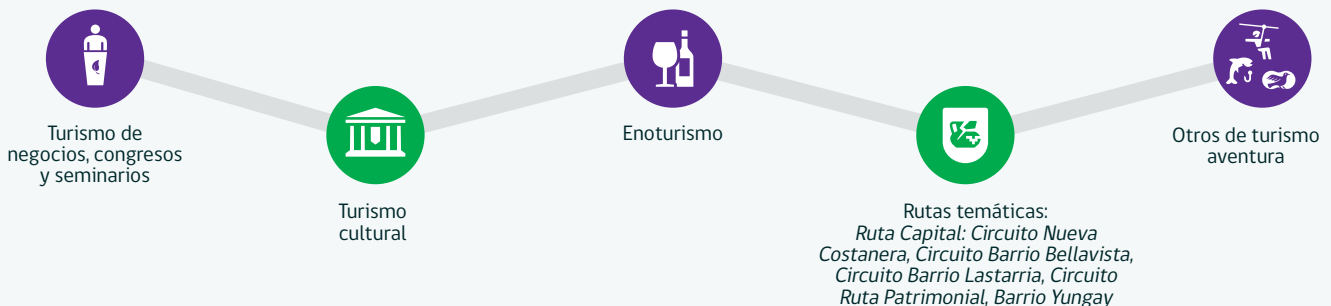 Turismo de
negocios, congresos
y seminarios
Turismo
cultural
Enoturismo
Rutas temáticas:
Ruta Capital: Circuito Nueva
Costanera, Circuito Barrio Bellavista,
Circuito Barrio Lastarria, Circuito
Ruta Patrimonial, Barrio Yungay
Otros de turismo
aventura